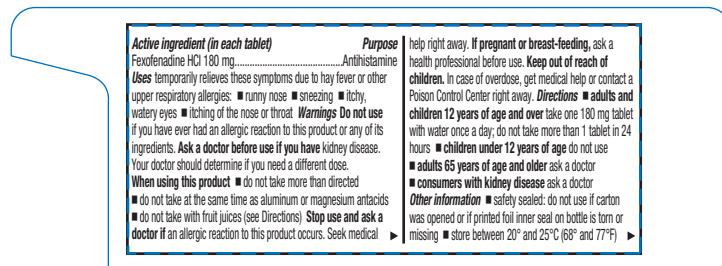 Active ingredient (in each tablet) Purpose
Fexofenadine HCl 180 mg..........................................Antihistamine
Uses temporarily relieves these symptoms due to hay fever or other
upper respiratory allergies: ■ runny nose ■ sneezing ■ itchy,
watery eyes ■ itching of the nose or throat Warnings Do not use
if you have ever had an allergic reaction to this product or any of its
ingredients. Ask a doctor before use if you have kidney disease.
Your doctor should determine if you need a different dose.
When using this product ■ do not take more than directed
■ do not take at the same time as aluminum or magnesium antacids
■ do not take with fruit juices (see Directions) Stop use and ask a
doctor if an allergic reaction to this product occurs. Seek medical ►
help right away. If pregnant or breast-feeding, ask a
health professional before use. Keep out of reach of
children. In case of overdose, get medical help or contact a
Poison Control Center right away. Directions ■ adults and
children 12 years of age and over take one 180 mg tablet
with water once a day; do not take more than 1 tablet in 24
hours ■ children under 12 years of age do not use
■ adults 65 years of age and older ask a doctor
■ consumers with kidney disease ask a doctor
Other information ■ safety sealed: do not use if carton
was opened or if printed foil inner seal on bottle is torn or
missing ■ store between 20° and 25°C (68° and 77°F) ►